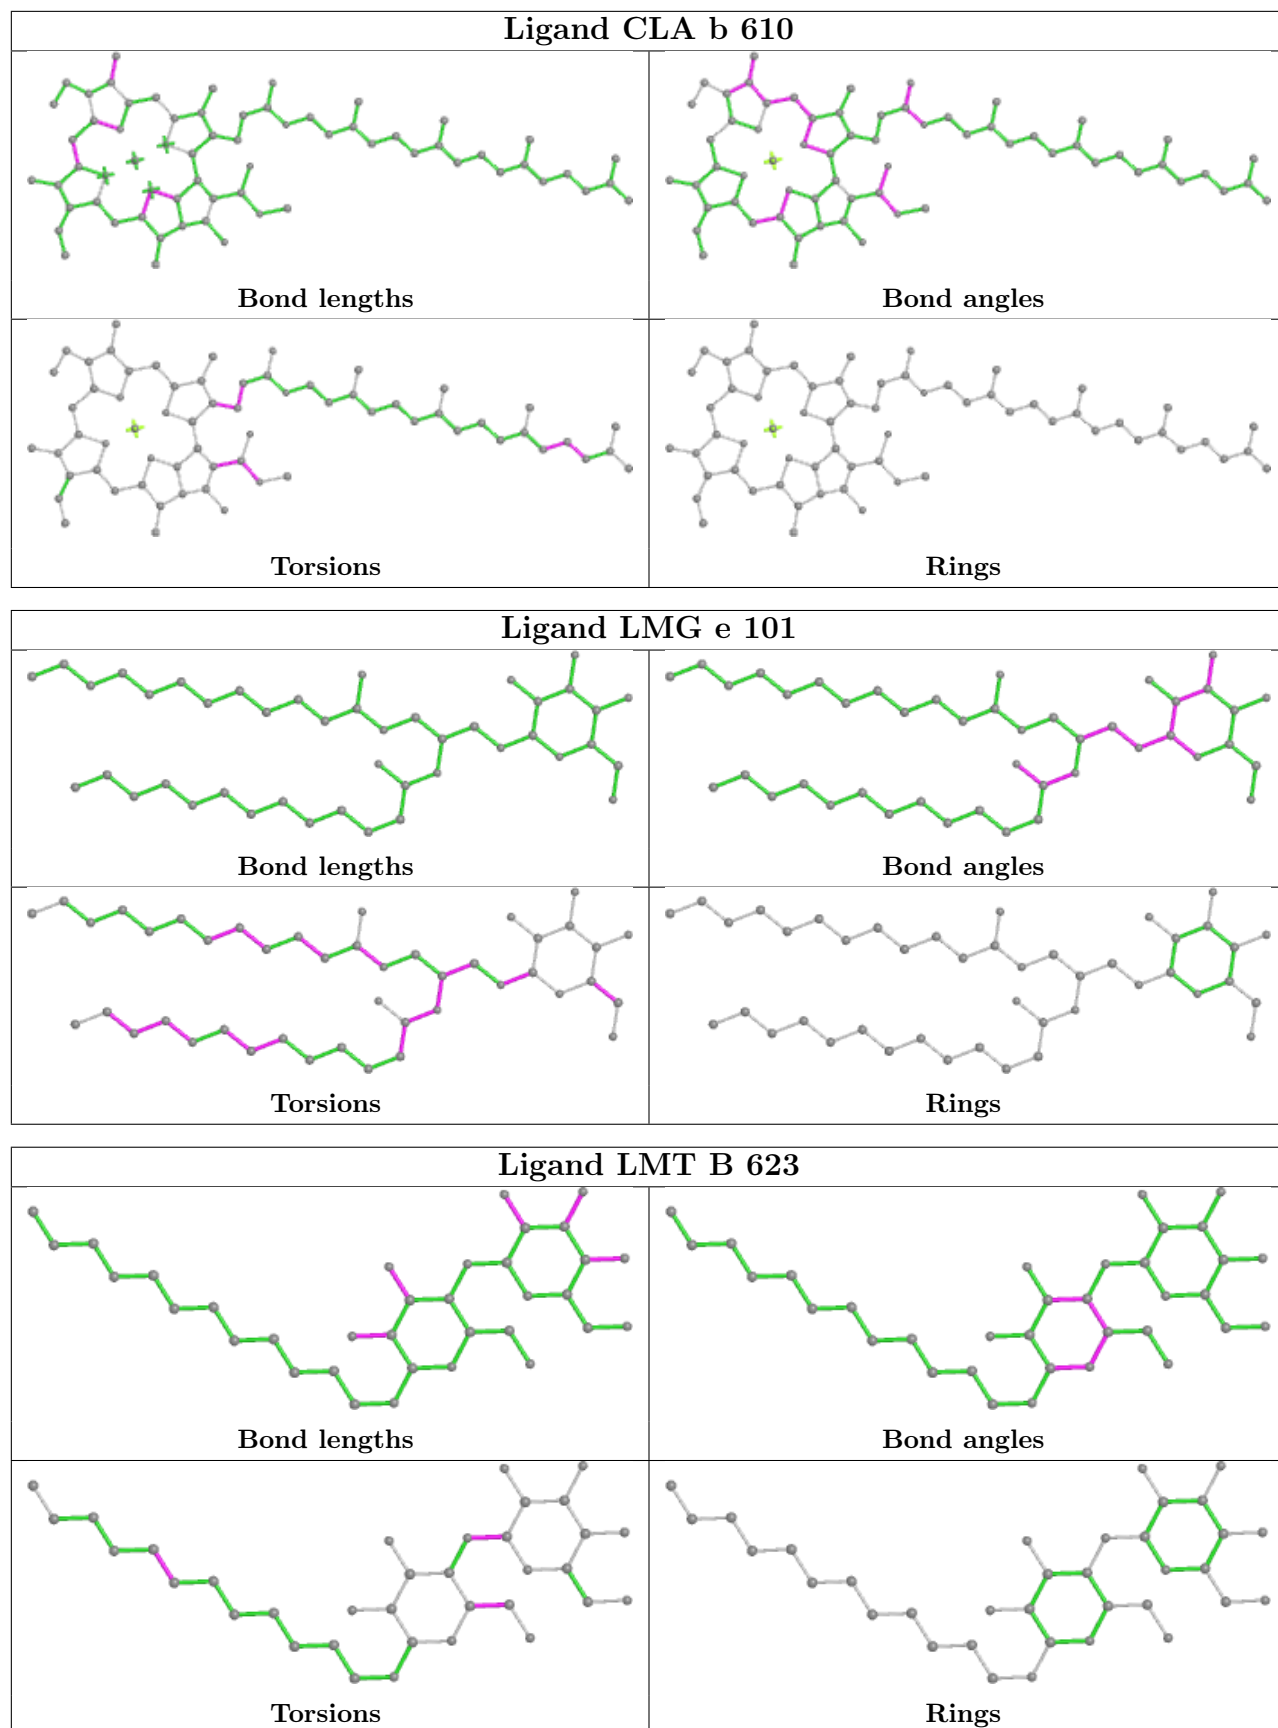 Ligand CLA b 610
Bond lengths
Bond angles
Torsions
Rings
Ligand LMG e 101
Bond lengths
Bond angles
Torsions
Rings
Ligand LMT B 623
Bond lengths
Bond angles
Torsions
Rings